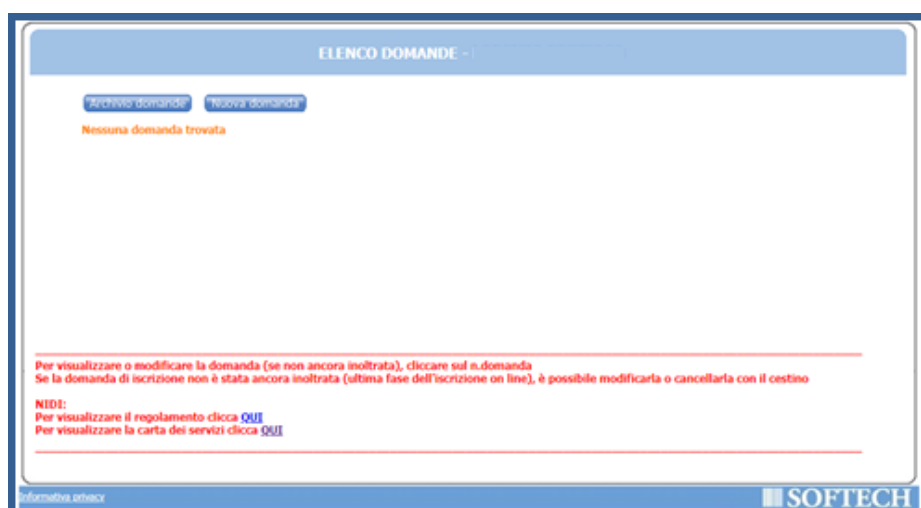 ELENCO DOMANDE -
"Archivio domande" "Nuova domanda"
Nessuna domanda trovata
Per visualizzare o modificare la domanda (se non ancora inoltrata), cliccare sul n.domanda
Se la domanda di iscrizione non è stata ancora inoltrata (ultima fase dell'iscrizione on line), è possibile modificarla o cancellarla con il cestino
NIDI:
Per visualizzare il regolamento clicca QUI
Per visualizzare la carta dei servizi clicca QUI
Informativa privacy
SOFTECH